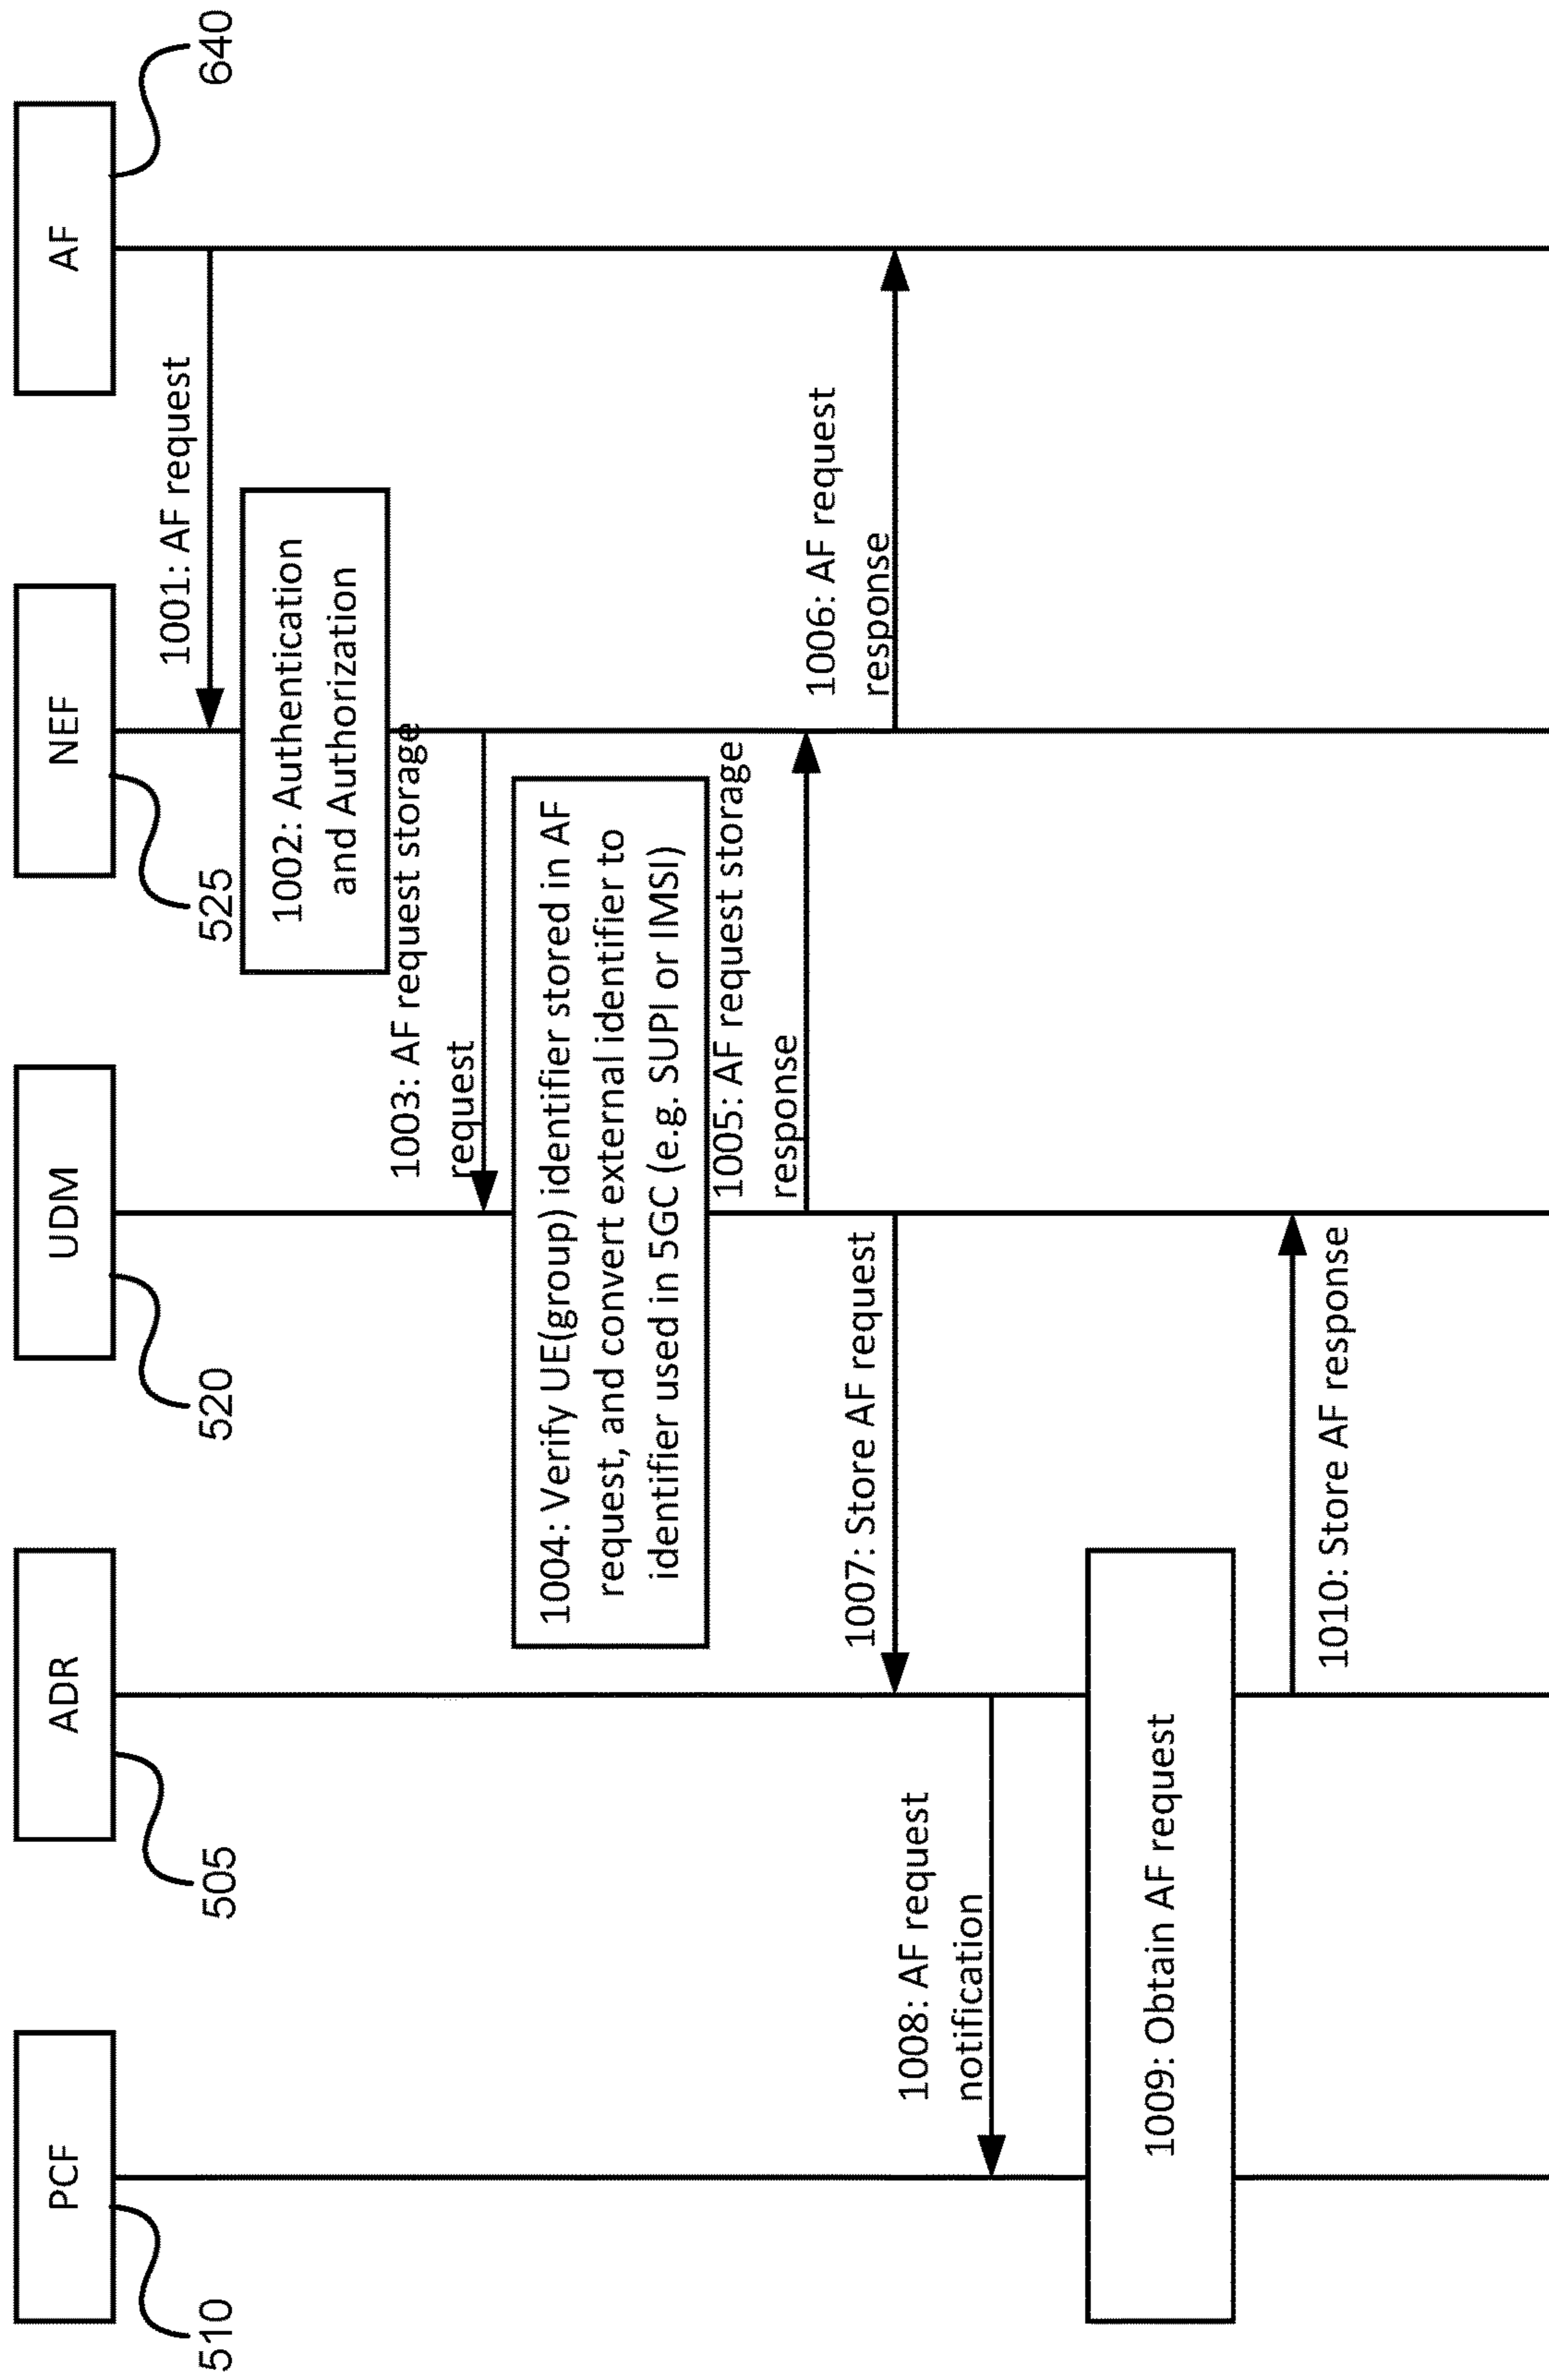 PCF
ADR
UDM
NEF
AF
510
505
520
525
640
1001: AF request
1002: Authentication
and Authorization
1003: AF request storage
request
1004: Verify UE(group) identifier stored in AF
request, and convert external identifier to
identifier used in 5GC (e.g. SUPI or IMSI)
1005: AF request storage
response
1006: AF request
response
1007: Store AF request
1008: AF request
notification
1009: Obtain AF request
1010: Store AF response